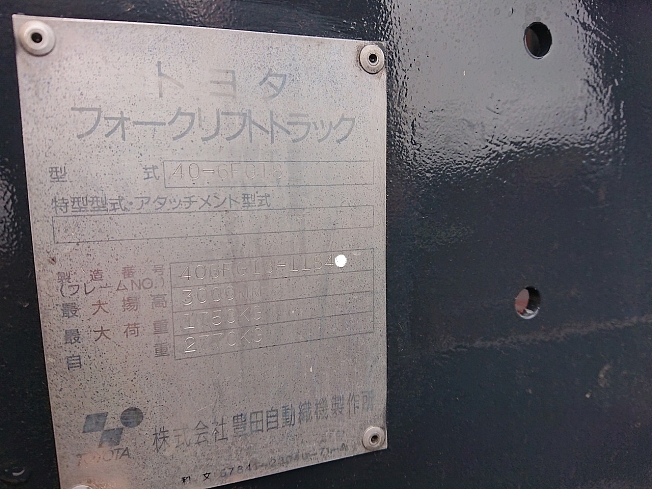 トヨタ
フォークリフトトラック
型 式
特型型式・アタッチメント型式
製造番号
(フレームNO.)
最大揚高
最大荷重 1750KG
自 重 2770KG
TOYOTA 株式会社 豊田自動織機製作所